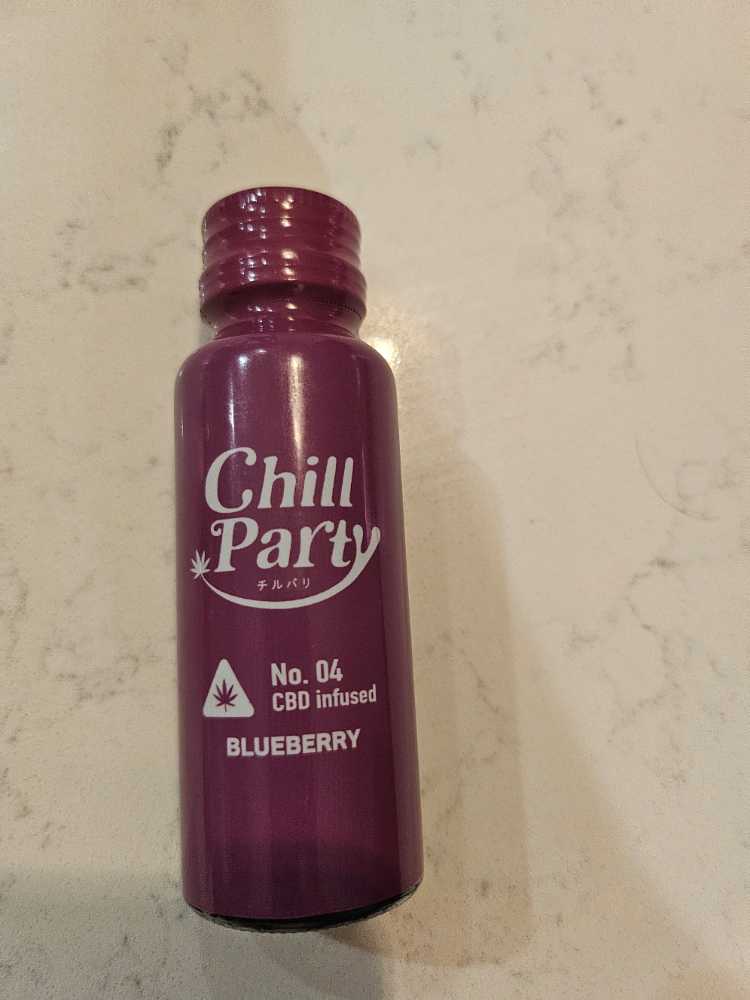 Chill
Party
チルパリ
No. 04
CBD infused
BLUEBERRY